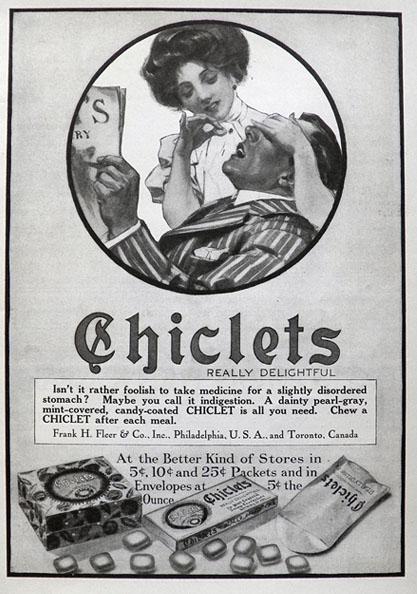 'S
RY
Chiclets
REALLY DELIGHTFUL
Isn't it rather foolish to take medicine for a slightly disordered
stomach? Maybe you call it indigestion. A dainty pearl-gray,
mint-covered, candy-coated CHICLET is all you need. Chew a
CHICLET after each meal.
Frank H. Fleer & Co., Inc., Philadelphia, U. S. A., and Toronto, Canada
At the Better Kind of Stores in
5¢, 10¢ and 25¢ Packets and in
Envelopes at 5¢ the
Ounce
Chiclets
Chiclets